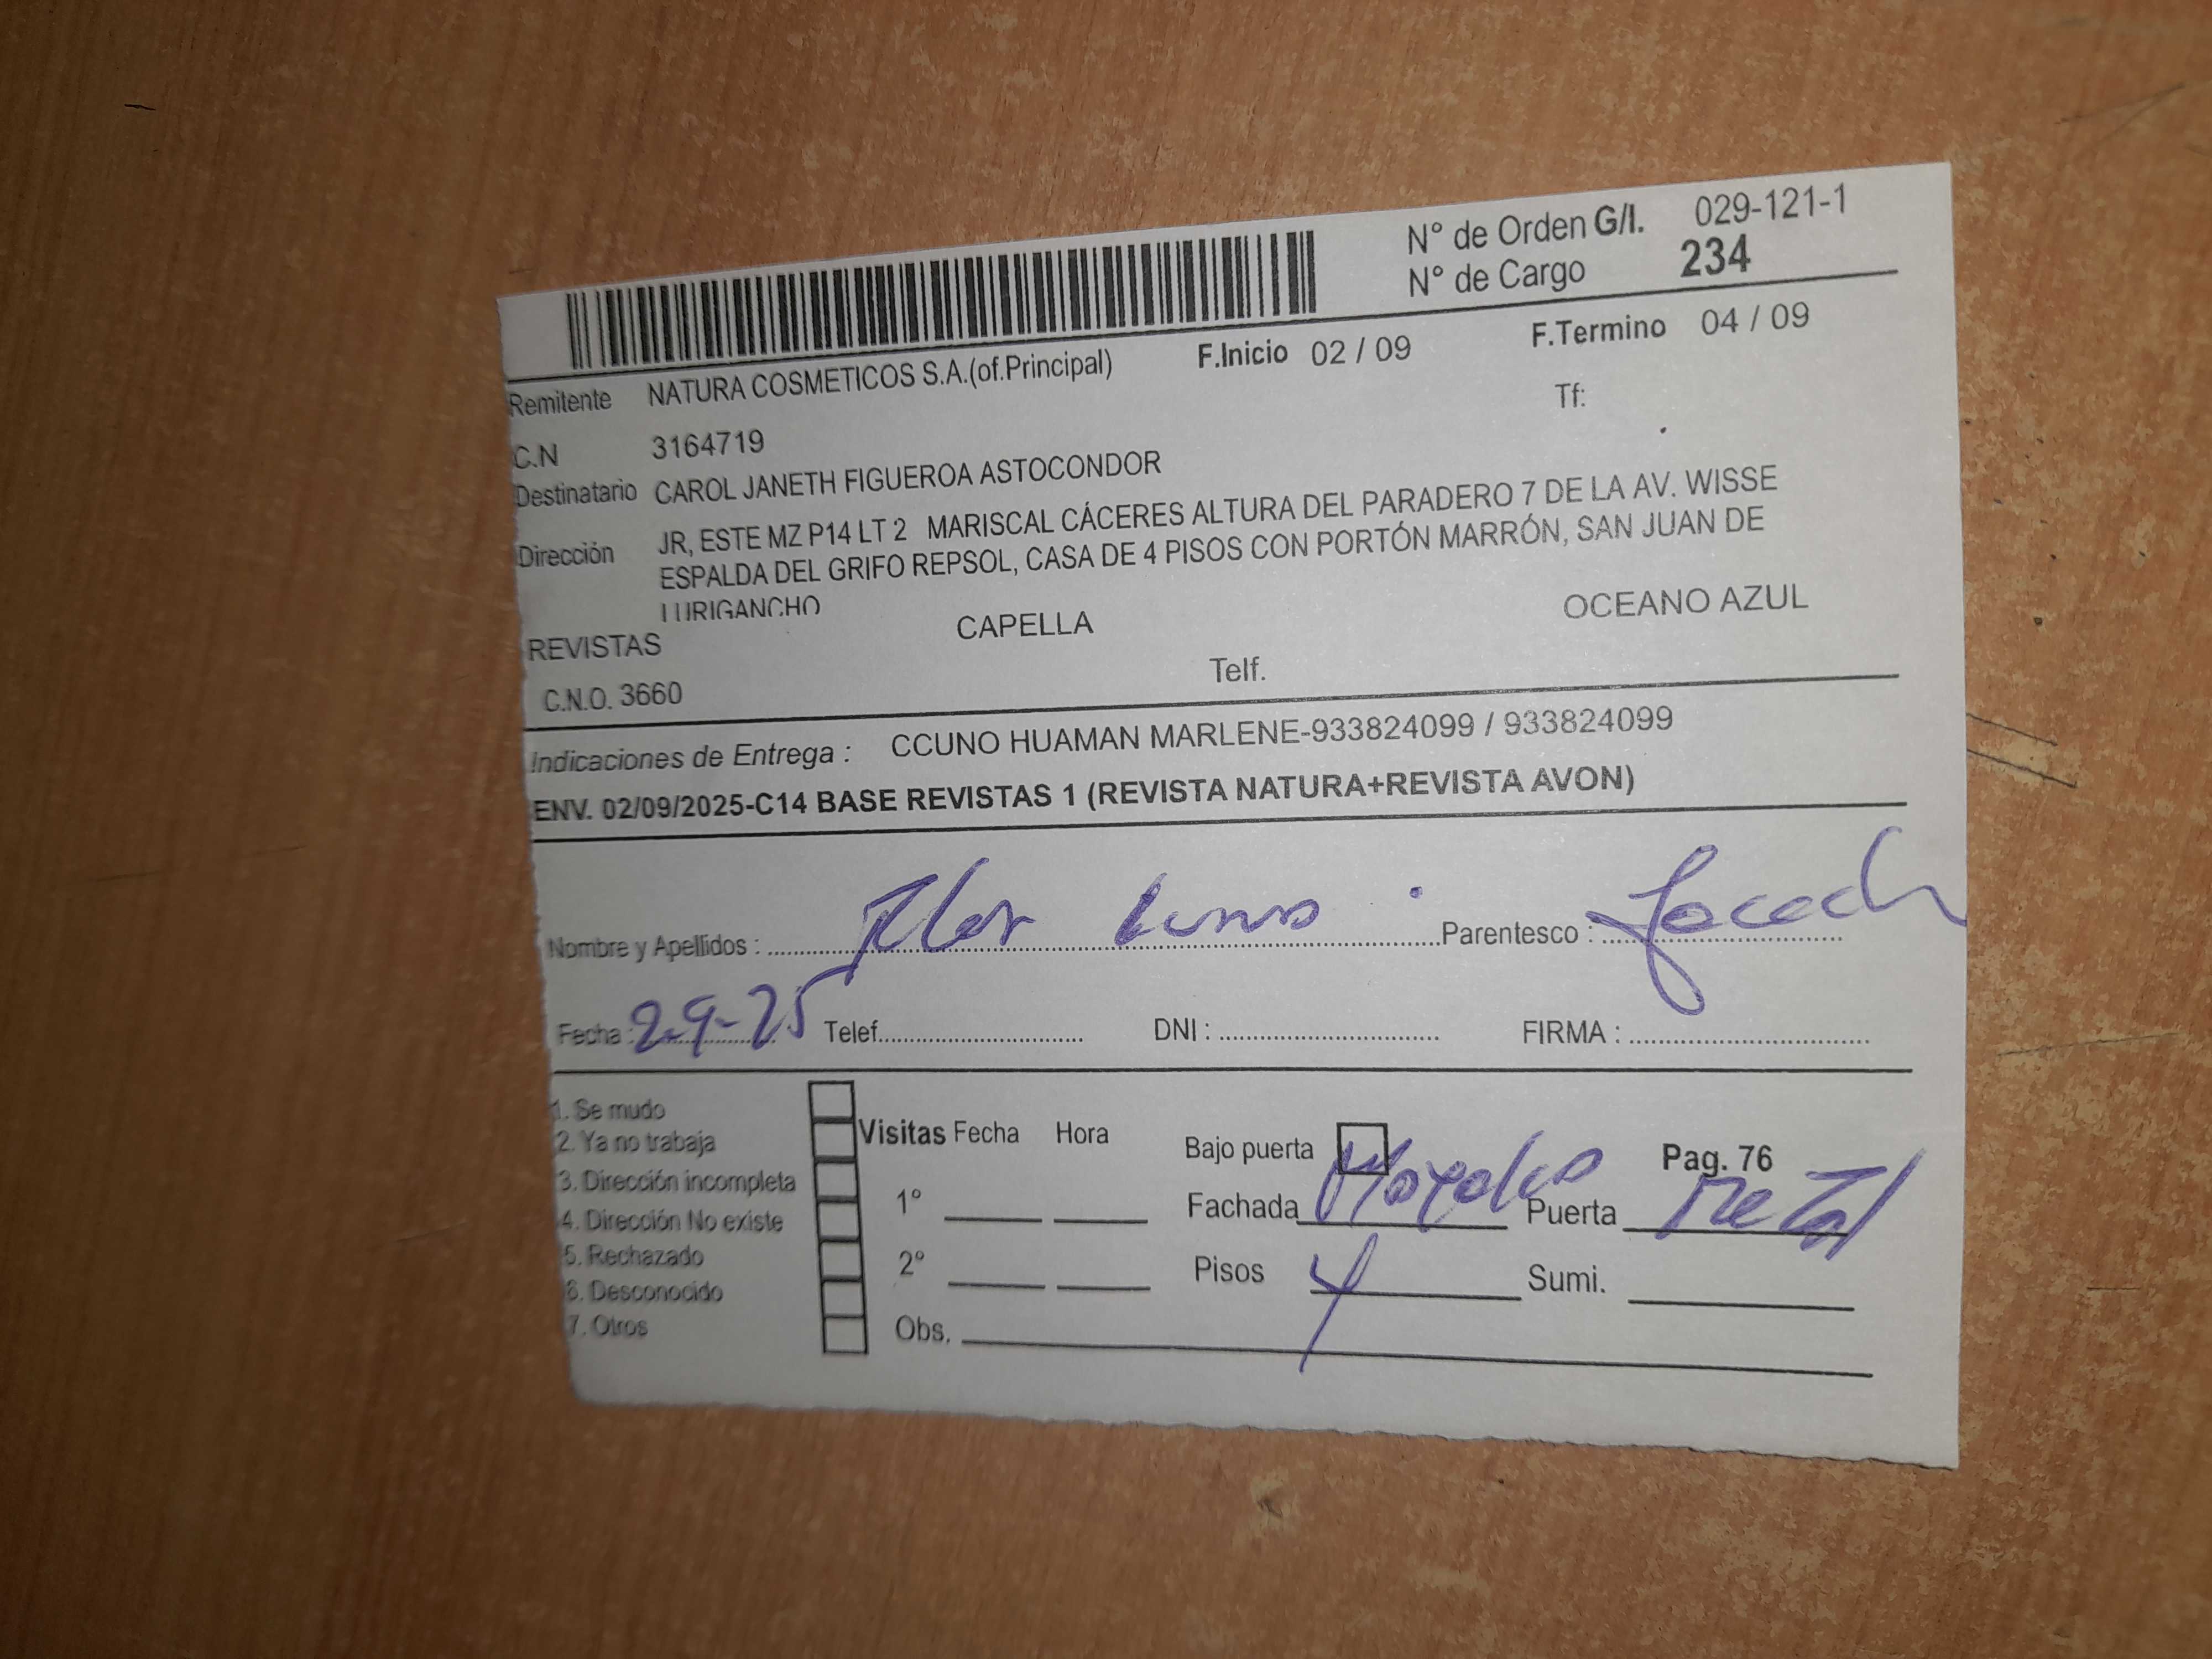 N° de Orden G/I. 029-121-1
N° de Cargo 234
Remitente NATURA COSMETICOS S.A.(of.Principal) F.Inicio 02 / 09 F.Termino 04 / 09
C.N 3164719 Tf:
Destinatario CAROL JANETH FIGUEROA ASTOCONDOR
Dirección JR, ESTE MZ P14 LT 2 MARISCAL CÁCERES ALTURA DEL PARADERO 7 DE LA AV. WISSE
ESPALDA DEL GRIFO REPSOL, CASA DE 4 PISOS CON PORTÓN MARRÓN, SAN JUAN DE
LURIGANCHO
REVISTAS CAPELLA OCEANO AZUL
C.N.O. 3660 Telf.
Indicaciones de Entrega : CCUNO HUAMAN MARLENE-933824099 / 933824099
ENV. 02/09/2025-C14 BASE REVISTAS 1 (REVISTA NATURA+REVISTA AVON)
Nombre y Apellidos : Flor Parentesco :
Fecha : 2-9-25 Telef. DNI : FIRMA :
1. Se mudo
2. Ya no trabaja
3. Dirección incompleta
4. Dirección No existe
5. Rechazado
6. Desconocido
7. Otros
Visitas Fecha Hora
1°
2°
Obs.
Bajo puerta Pag. 76
Fachada Puerta Metal
Pisos 4 Sumi.